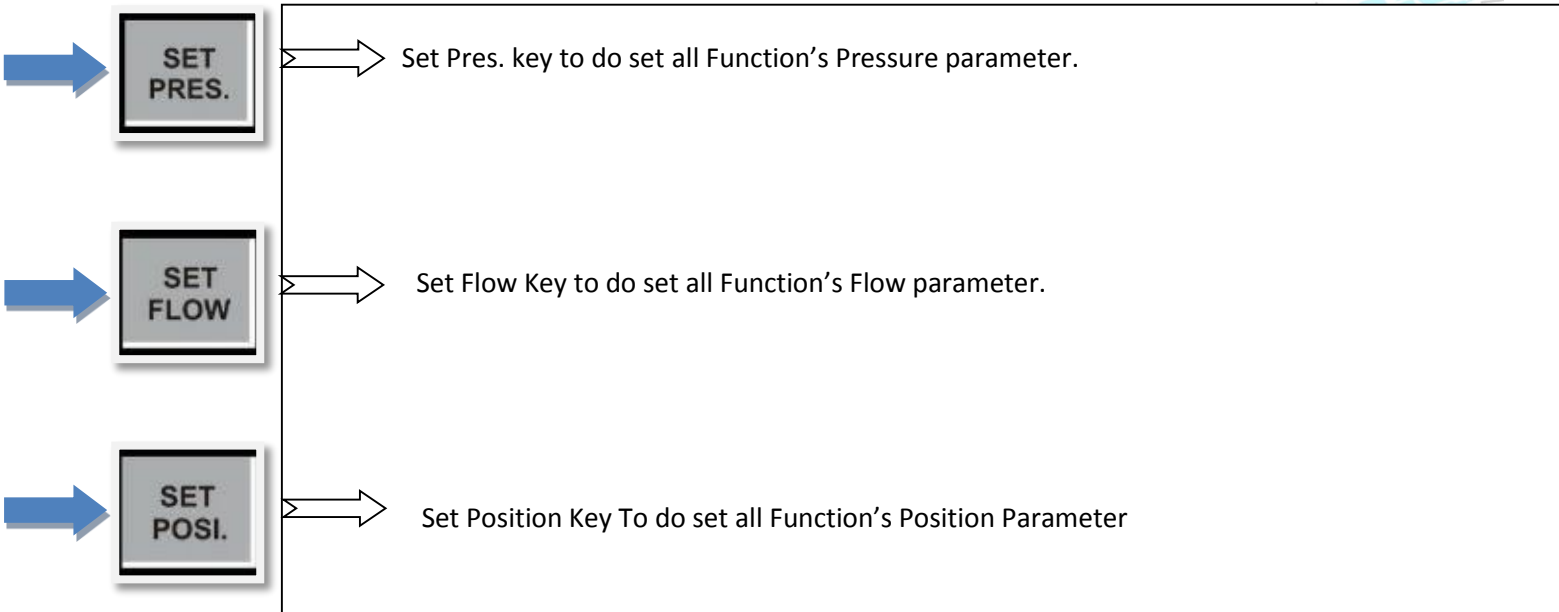 SET
PRES.
Set Pres. key to do set all Function’s Pressure parameter.
SET
FLOW
Set Flow Key to do set all Function’s Flow parameter.
SET
POSI.
Set Position Key To do set all Function’s Position Parameter